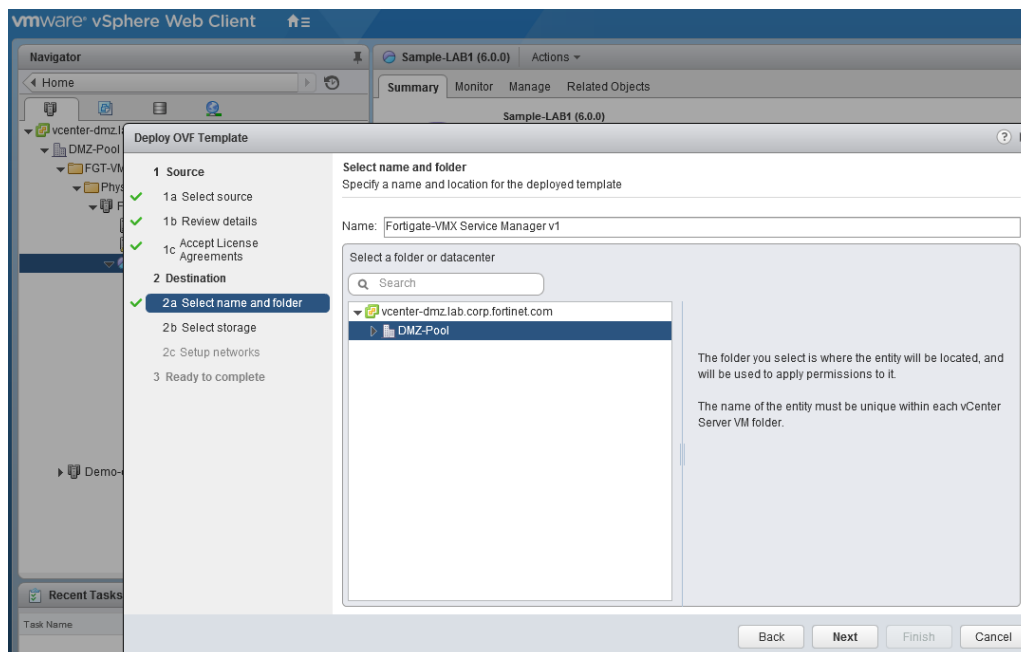 vmware® vSphere Web Client
Navigator
Home
vcenter-dmz.l
DMZ-Pool
FGT-VM
Phys
F
Demo-
Recent Tasks
Task Name
Sample-LAB1 (6.0.0) Actions
Summary Monitor Manage Related Objects
Sample-LAB1 (6.0.0)
Deploy OVF Template
1 Source
1a Select source
1b Review details
1c Accept License
Agreements
2 Destination
2a Select name and folder
2b Select storage
2c Setup networks
3 Ready to complete
Select name and folder
Specify a name and location for the deployed template
Name: Fortigate-VMX Service Manager v1
Select a folder or datacenter
Search
vcenter-dmz.lab.corp.fortinet.com
DMZ-Pool
The folder you select is where the entity will be located, and
will be used to apply permissions to it.
The name of the entity must be unique within each vCenter
Server VM folder.
Back Next Finish Cancel